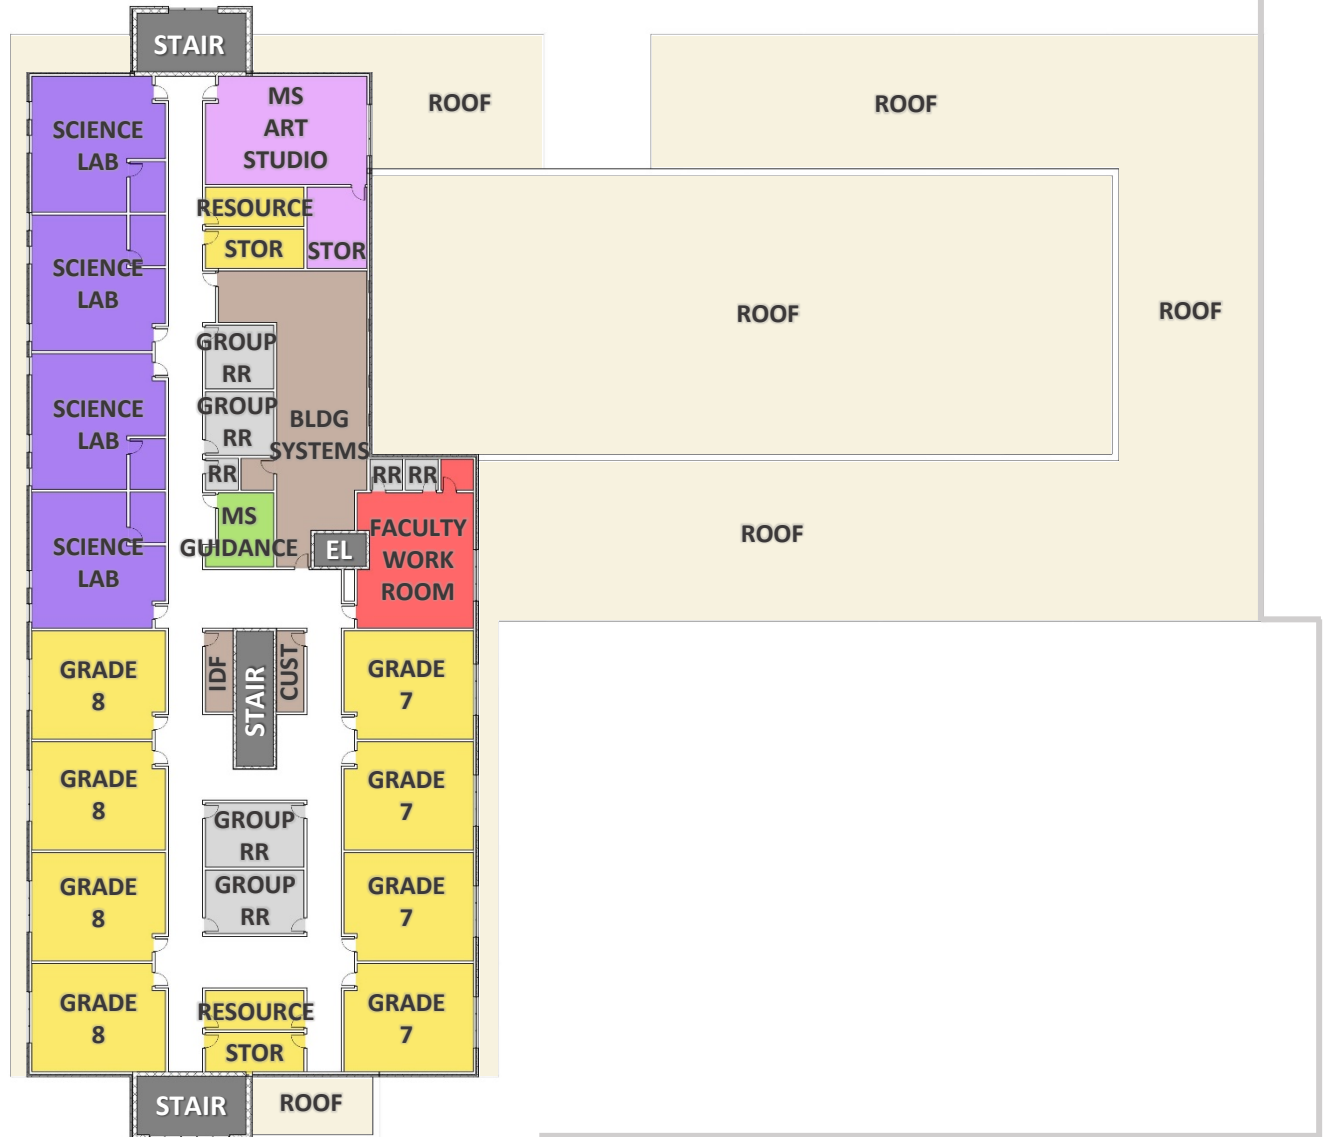 STAIR
MS
ART
STUDIO
ROOF
ROOF
SCIENCE
LAB
RESOURCE
STOR
STOR
SCIENCE
LAB
ROOF
ROOF
GROUP
RR
GROUP
RR
SCIENCE
LAB
BLDG
SYSTEMS
RR
RR
RR
MS
GUIDANCE
EL
FACULTY
WORK
ROOM
ROOF
SCIENCE
LAB
GRADE
8
IDF
STAIR
CUST
GRADE
7
GRADE
8
GRADE
7
GROUP
RR
GRADE
8
GROUP
RR
GRADE
7
GRADE
8
RESOURCE
STOR
GRADE
7
STAIR
ROOF